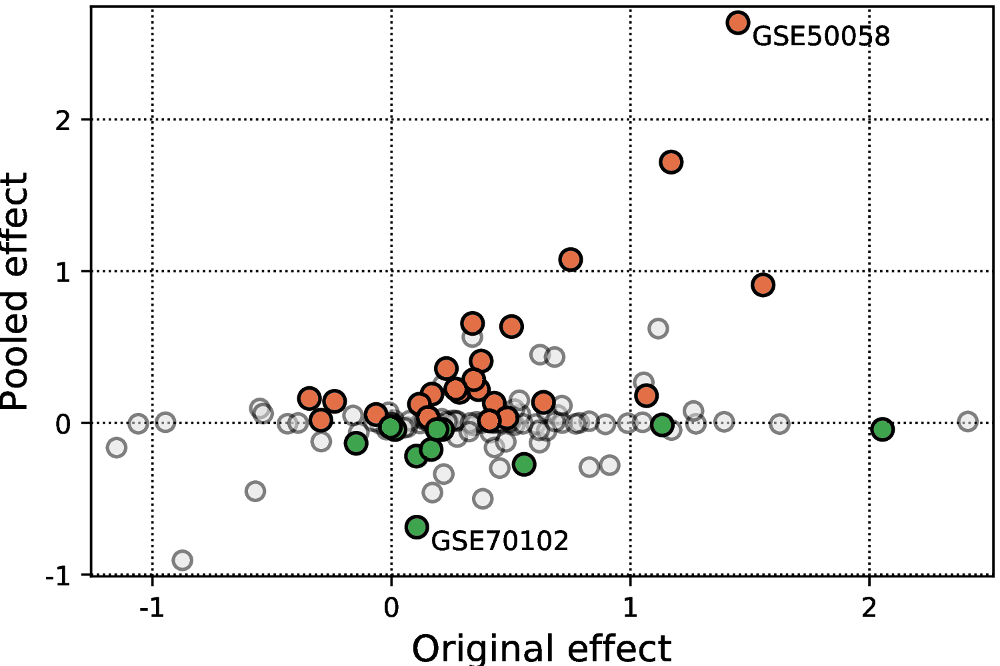 GSE50058
2
1
0
-1
Pooled effect
GSE70102
-1
0
1
2
Original effect